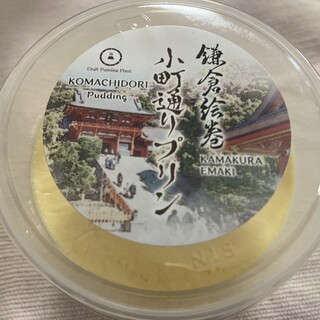 Craft Pudding Plant
KOMACHIDORI
Pudding
鎌倉絵巻
小町通りプリン
KAMAKURA
EMAKI